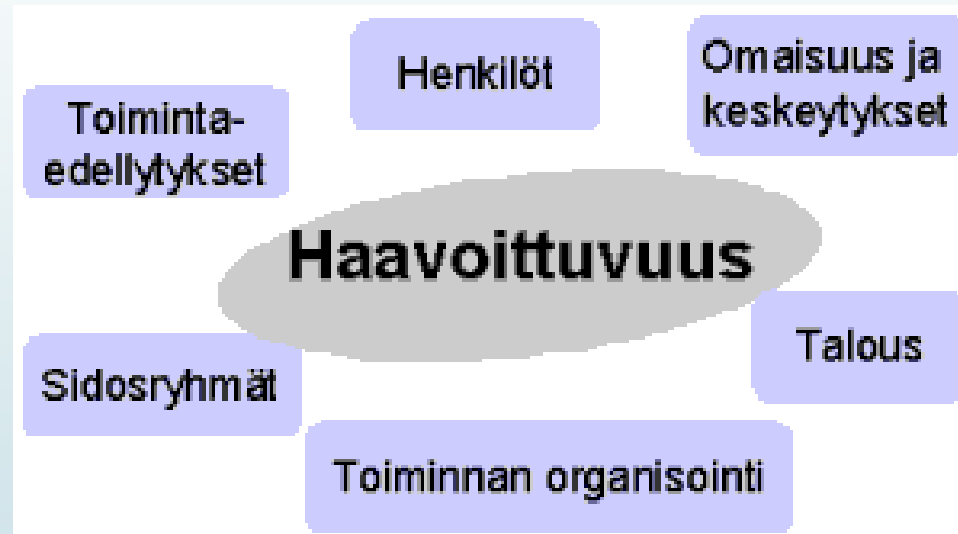 Henkilöt
Omaisuus ja
keskeytykset
Toiminta-
edellytykset
Haavoittuvuus
Talous
Sidosryhmät
Toiminnan organisointi